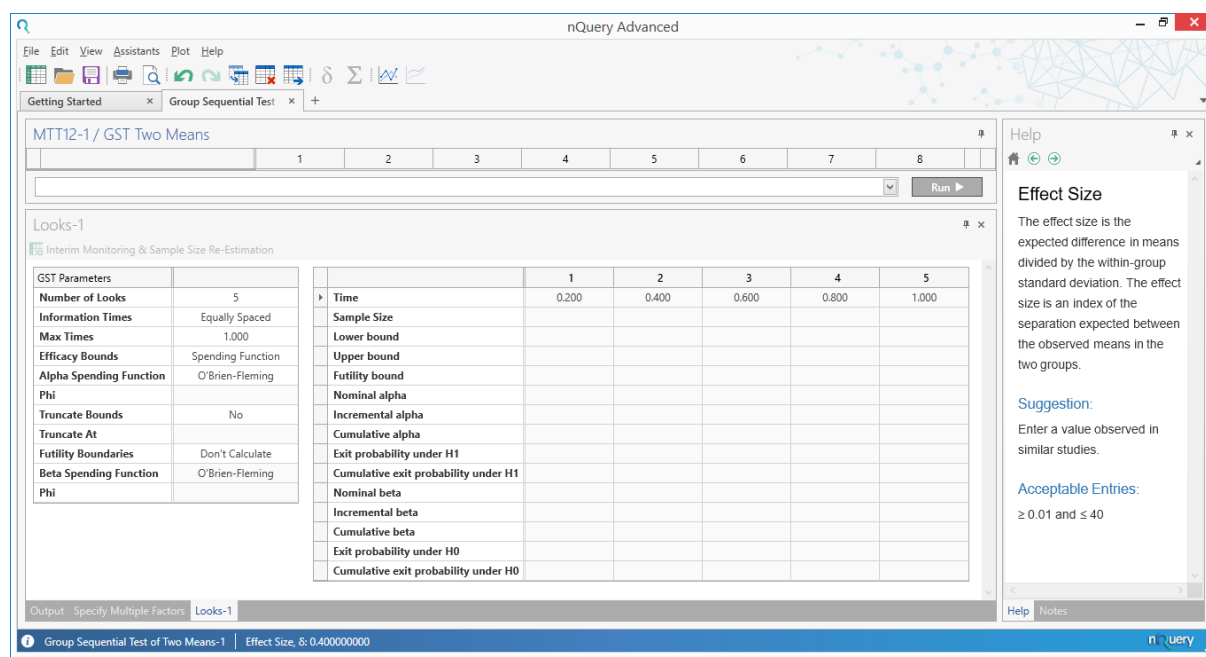 nQuery Advanced
File Edit View Assistants Plot Help
Getting Started × Group Sequential Test × +
MTT12-1 / GST Two Means
1 2 3 4 5 6 7 8
Run
Looks-1
Interim Monitoring & Sample Size Re-Estimation
GST Parameters
Number of Looks 5
Information Times Equally Spaced
Max Times 1.000
Efficacy Bounds Spending Function
Alpha Spending Function O'Brien-Fleming
Phi
Truncate Bounds No
Truncate At
Futility Boundaries Don't Calculate
Beta Spending Function O'Brien-Fleming
Phi
1 2 3 4 5
Time 0.200 0.400 0.600 0.800 1.000
Sample Size
Lower bound
Upper bound
Futility bound
Nominal alpha
Incremental alpha
Cumulative alpha
Exit probability under H1
Cumulative exit probability under H1
Nominal beta
Incremental beta
Cumulative beta
Exit probability under H0
Cumulative exit probability under H0
Output Specify Multiple Factors Looks-1
Help
Effect Size
The effect size is the
expected difference in means
divided by the within-group
standard deviation. The effect
size is an index of the
separation expected between
the observed means in the
two groups.
Suggestion:
Enter a value observed in
similar studies.
Acceptable Entries:
≥ 0.01 and ≤ 40
Help Notes
Group Sequential Test of Two Means-1 | Effect Size, δ: 0.400000000
nQuery